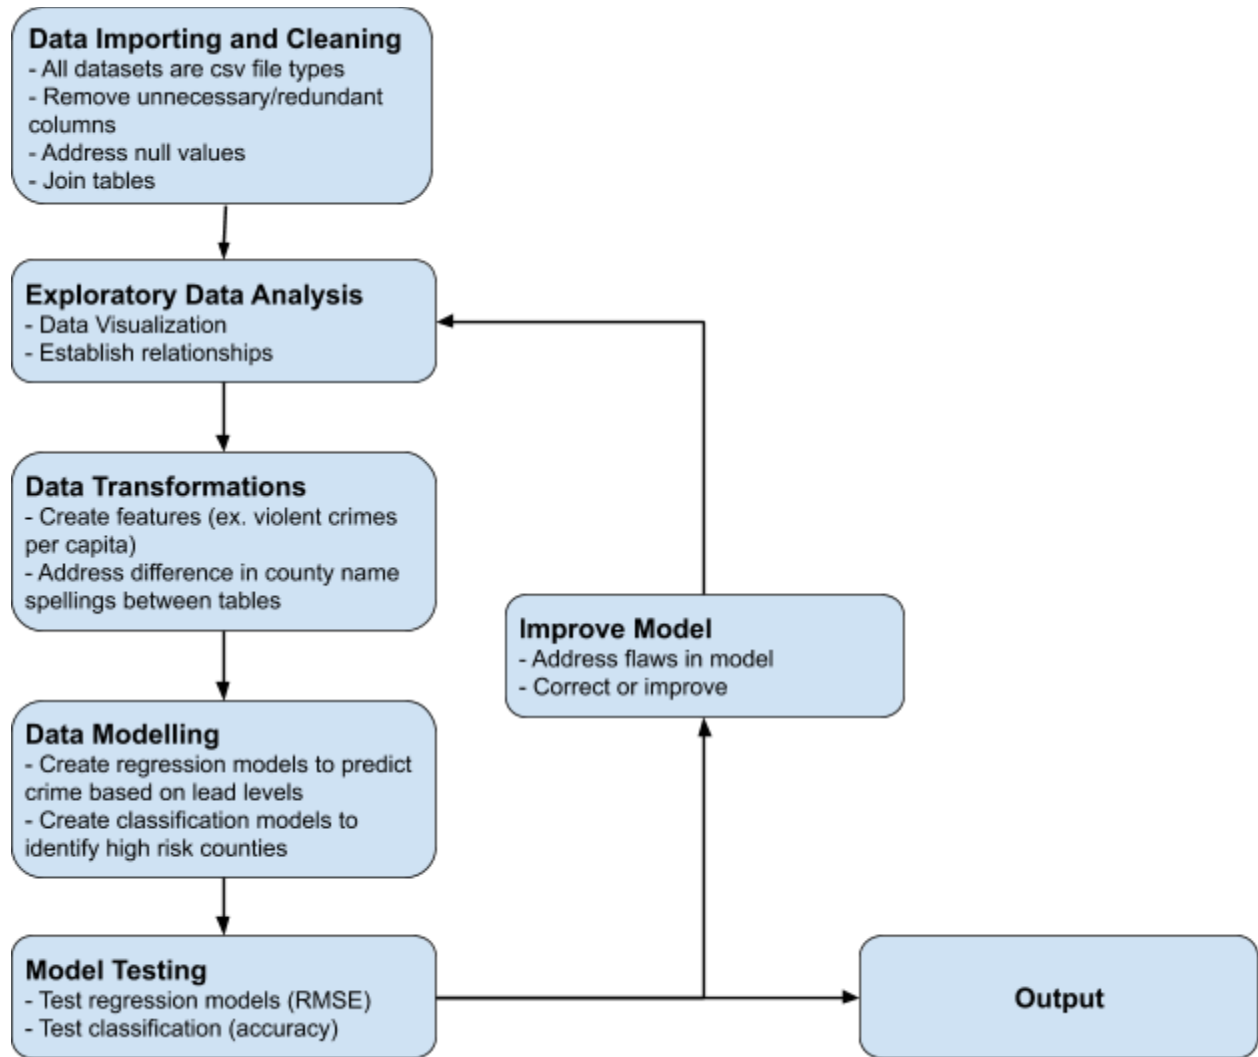 Data Importing and Cleaning
- All datasets are csv file types
- Remove unnecessary/redundant
columns
- Address null values
- Join tables
Exploratory Data Analysis
- Data Visualization
- Establish relationships
Data Transformations
- Create features (ex. violent crimes
per capita)
- Address difference in county name
spellings between tables
Data Modelling
- Create regression models to predict
crime based on lead levels
- Create classification models to
identify high risk counties
Model Testing
- Test regression models (RMSE)
- Test classification (accuracy)
Improve Model
- Address flaws in model
- Correct or improve
Output